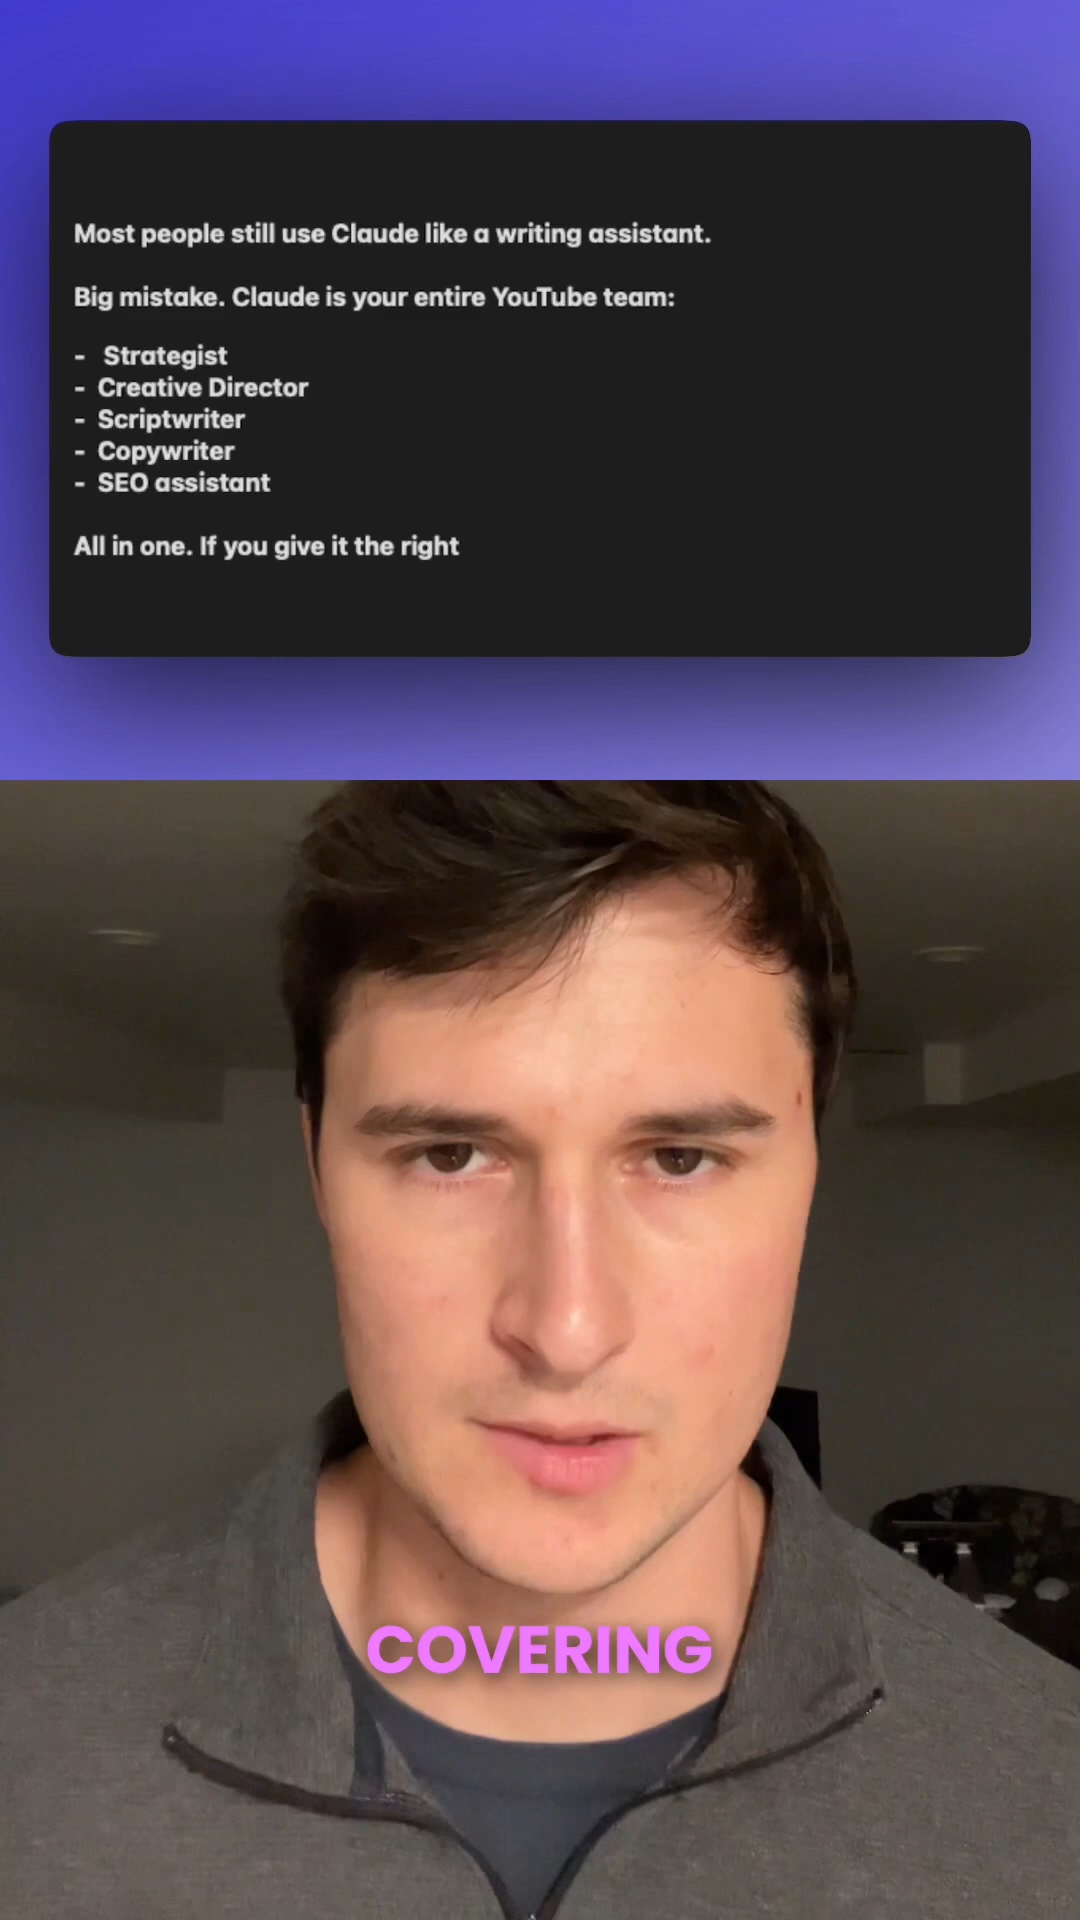 Most people still use Claude like a writing assistant.
Big mistake. Claude is your entire YouTube team:
- Strategist
- Creative Director
- Scriptwriter
- Copywriter
- SEO assistant
All in one. If you give it the right
COVERING